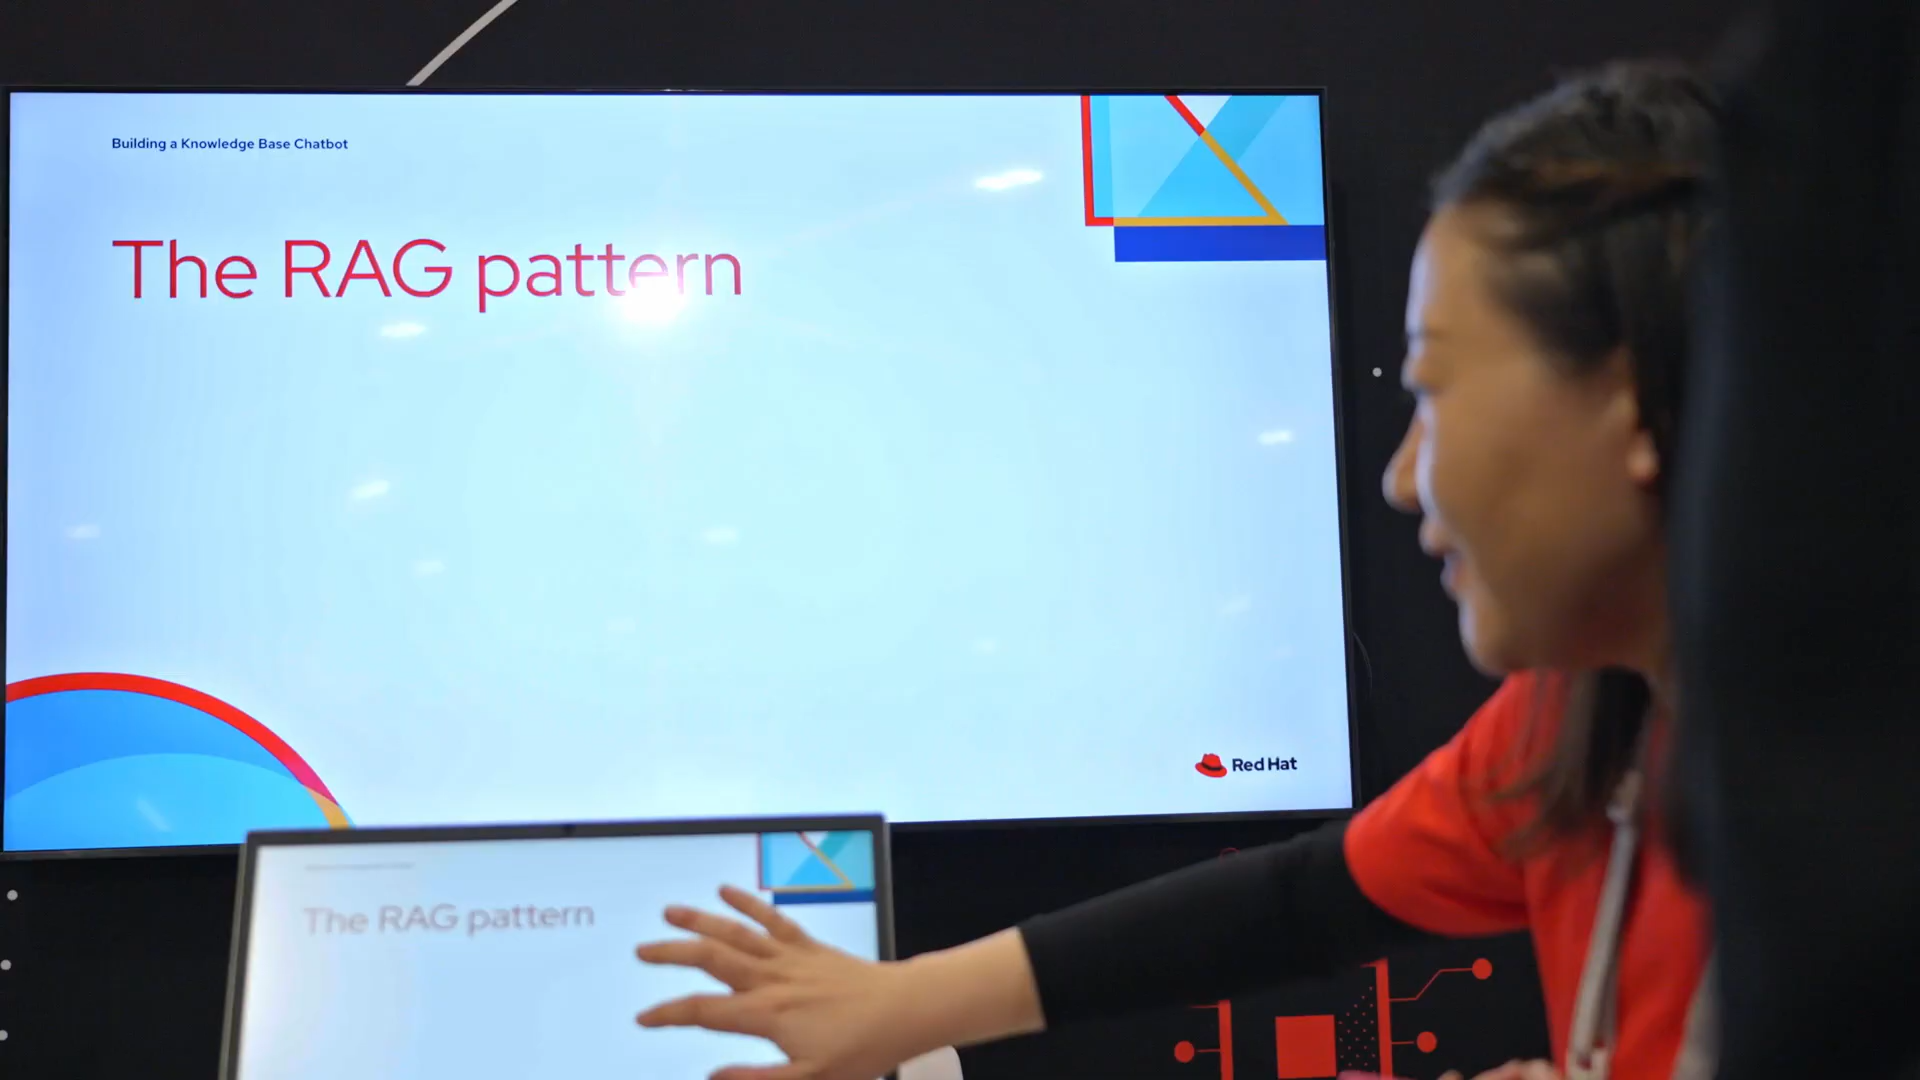 Building a Knowledge Base Chatbot
The RAG pattern
Red Hat
The RAG pattern